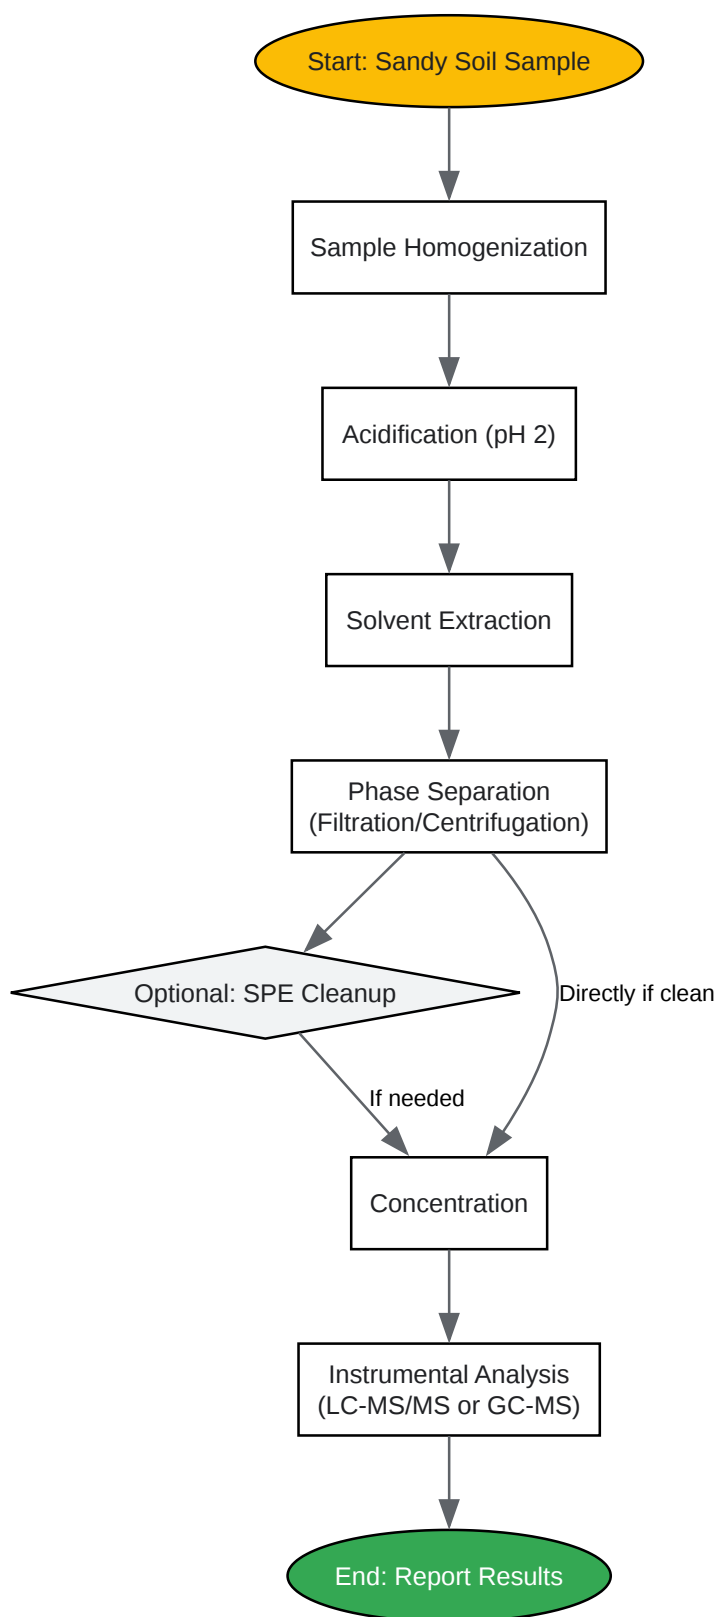 Start: Sandy Soil Sample
Sample Homogenization
Acidification (pH 2)
Solvent Extraction
Phase Separation
(Filtration/Centrifugation)
Optional: SPE Cleanup
Directly if clean
If needed
Concentration
Instrumental Analysis
(LC-MS/MS or GC-MS)
End: Report Results